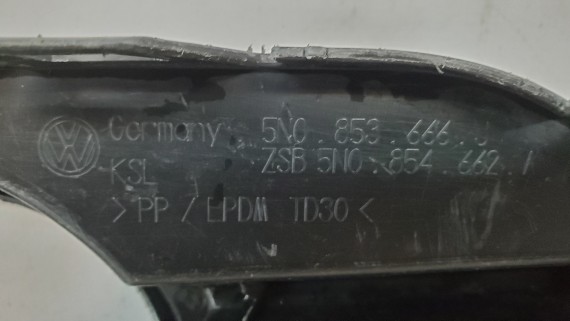 Germany 5N0.853.666.
KSL ZSB 5N0.854.662.
>PP/EPDM TD30<